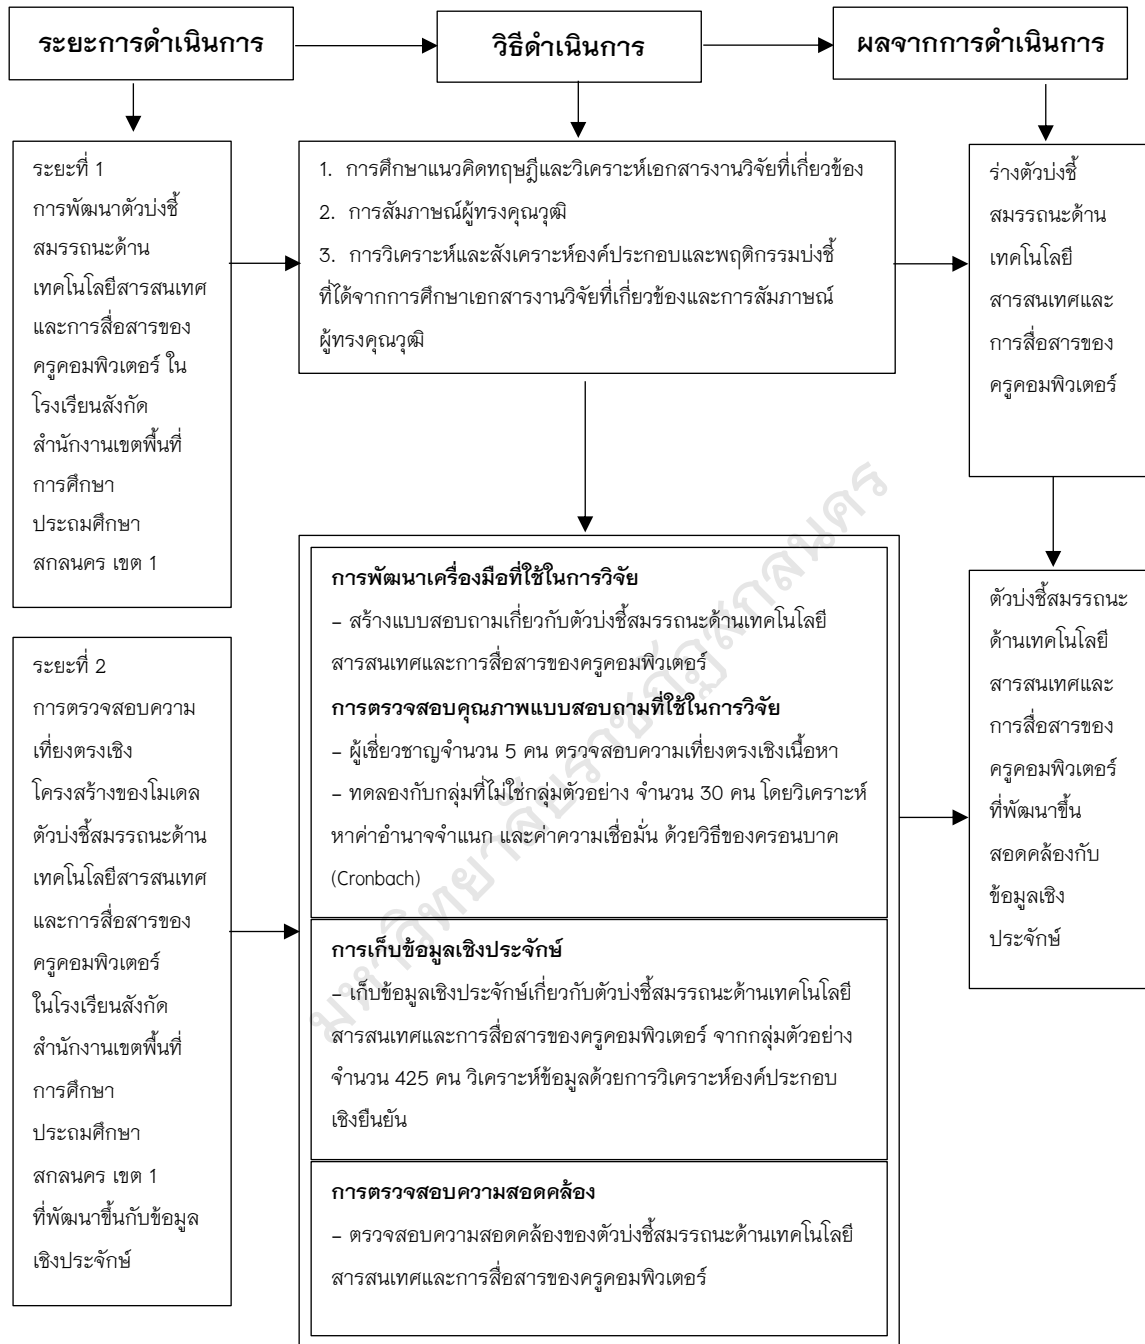 ระยะการดำเนินการ
วิธีดำเนินการ
ผลจากการดำเนินการ
ระยะที่ 1
การพัฒนาตัวบ่งชี้
สมรรถนะด้าน
เทคโนโลยีสารสนเทศ
และการสื่อสารของ
ครูคอมพิวเตอร์ ใน
โรงเรียนสังกัด
สำนักงานเขตพื้นที่
การศึกษา
ประถมศึกษา
สกลนคร เขต 1
1. การศึกษาแนวคิดทฤษฎีและวิเคราะห์เอกสารงานวิจัยที่เกี่ยวข้อง
2. การสัมภาษณ์ผู้ทรงคุณวุฒิ
3. การวิเคราะห์และสังเคราะห์องค์ประกอบและพฤติกรรมบ่งชี้
ที่ได้จากการศึกษาเอกสารงานวิจัยที่เกี่ยวข้องและการสัมภาษณ์
ผู้ทรงคุณวุฒิ
ร่างตัวบ่งชี้
สมรรถนะด้าน
เทคโนโลยี
สารสนเทศและ
การสื่อสารของ
ครูคอมพิวเตอร์
ระยะที่ 2
การตรวจสอบความ
เที่ยงตรงเชิง
โครงสร้างของโมเดล
ตัวบ่งชี้สมรรถนะด้าน
เทคโนโลยีสารสนเทศ
และการสื่อสารของ
ครูคอมพิวเตอร์
ในโรงเรียนสังกัด
สำนักงานเขตพื้นที่
การศึกษา
ประถมศึกษา
สกลนคร เขต 1
ที่พัฒนาขึ้นกับข้อมูล
เชิงประจักษ์
การพัฒนาเครื่องมือที่ใช้ในการวิจัย
– สร้างแบบสอบถามเกี่ยวกับตัวบ่งชี้สมรรถนะด้านเทคโนโลยี
สารสนเทศและการสื่อสารของครูคอมพิวเตอร์
การตรวจสอบคุณภาพแบบสอบถามที่ใช้ในการวิจัย
– ผู้เชี่ยวชาญจำนวน 5 คน ตรวจสอบความเที่ยงตรงเชิงเนื้อหา
– ทดลองกับกลุ่มที่ไม่ใช่กลุ่มตัวอย่าง จำนวน 30 คน โดยวิเคราะห์
หาค่าอำนาจจำแนก และค่าความเชื่อมั่น ด้วยวิธีของครอนบาค
(Cronbach)
การเก็บข้อมูลเชิงประจักษ์
– เก็บข้อมูลเชิงประจักษ์เกี่ยวกับตัวบ่งชี้สมรรถนะด้านเทคโนโลยี
สารสนเทศและการสื่อสารของครูคอมพิวเตอร์ จากกลุ่มตัวอย่าง
จำนวน 425 คน วิเคราะห์ข้อมูลด้วยการวิเคราะห์องค์ประกอบ
เชิงยืนยัน
การตรวจสอบความสอดคล้อง
– ตรวจสอบความสอดคล้องของตัวบ่งชี้สมรรถนะด้านเทคโนโลยี
สารสนเทศและการสื่อสารของครูคอมพิวเตอร์
ตัวบ่งชี้สมรรถนะ
ด้านเทคโนโลยี
สารสนเทศและ
การสื่อสารของ
ครูคอมพิวเตอร์
ที่พัฒนาขึ้น
สอดคล้องกับ
ข้อมูลเชิง
ประจักษ์
มหาวิทยาลัยราชภัฏสกลนคร